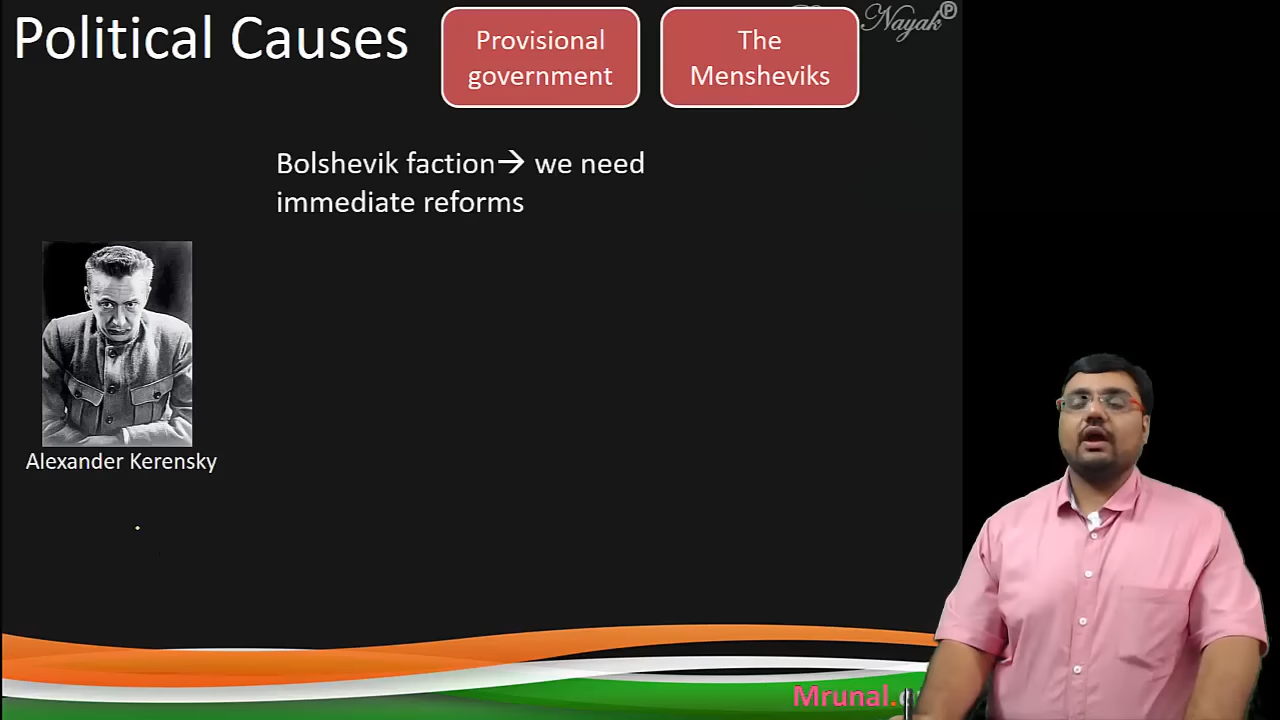 Political Causes
Provisional
government
The
Mensheviks
Nayak
Bolshevik faction→ we need
immediate reforms
Alexander Kerensky
Mrunal.